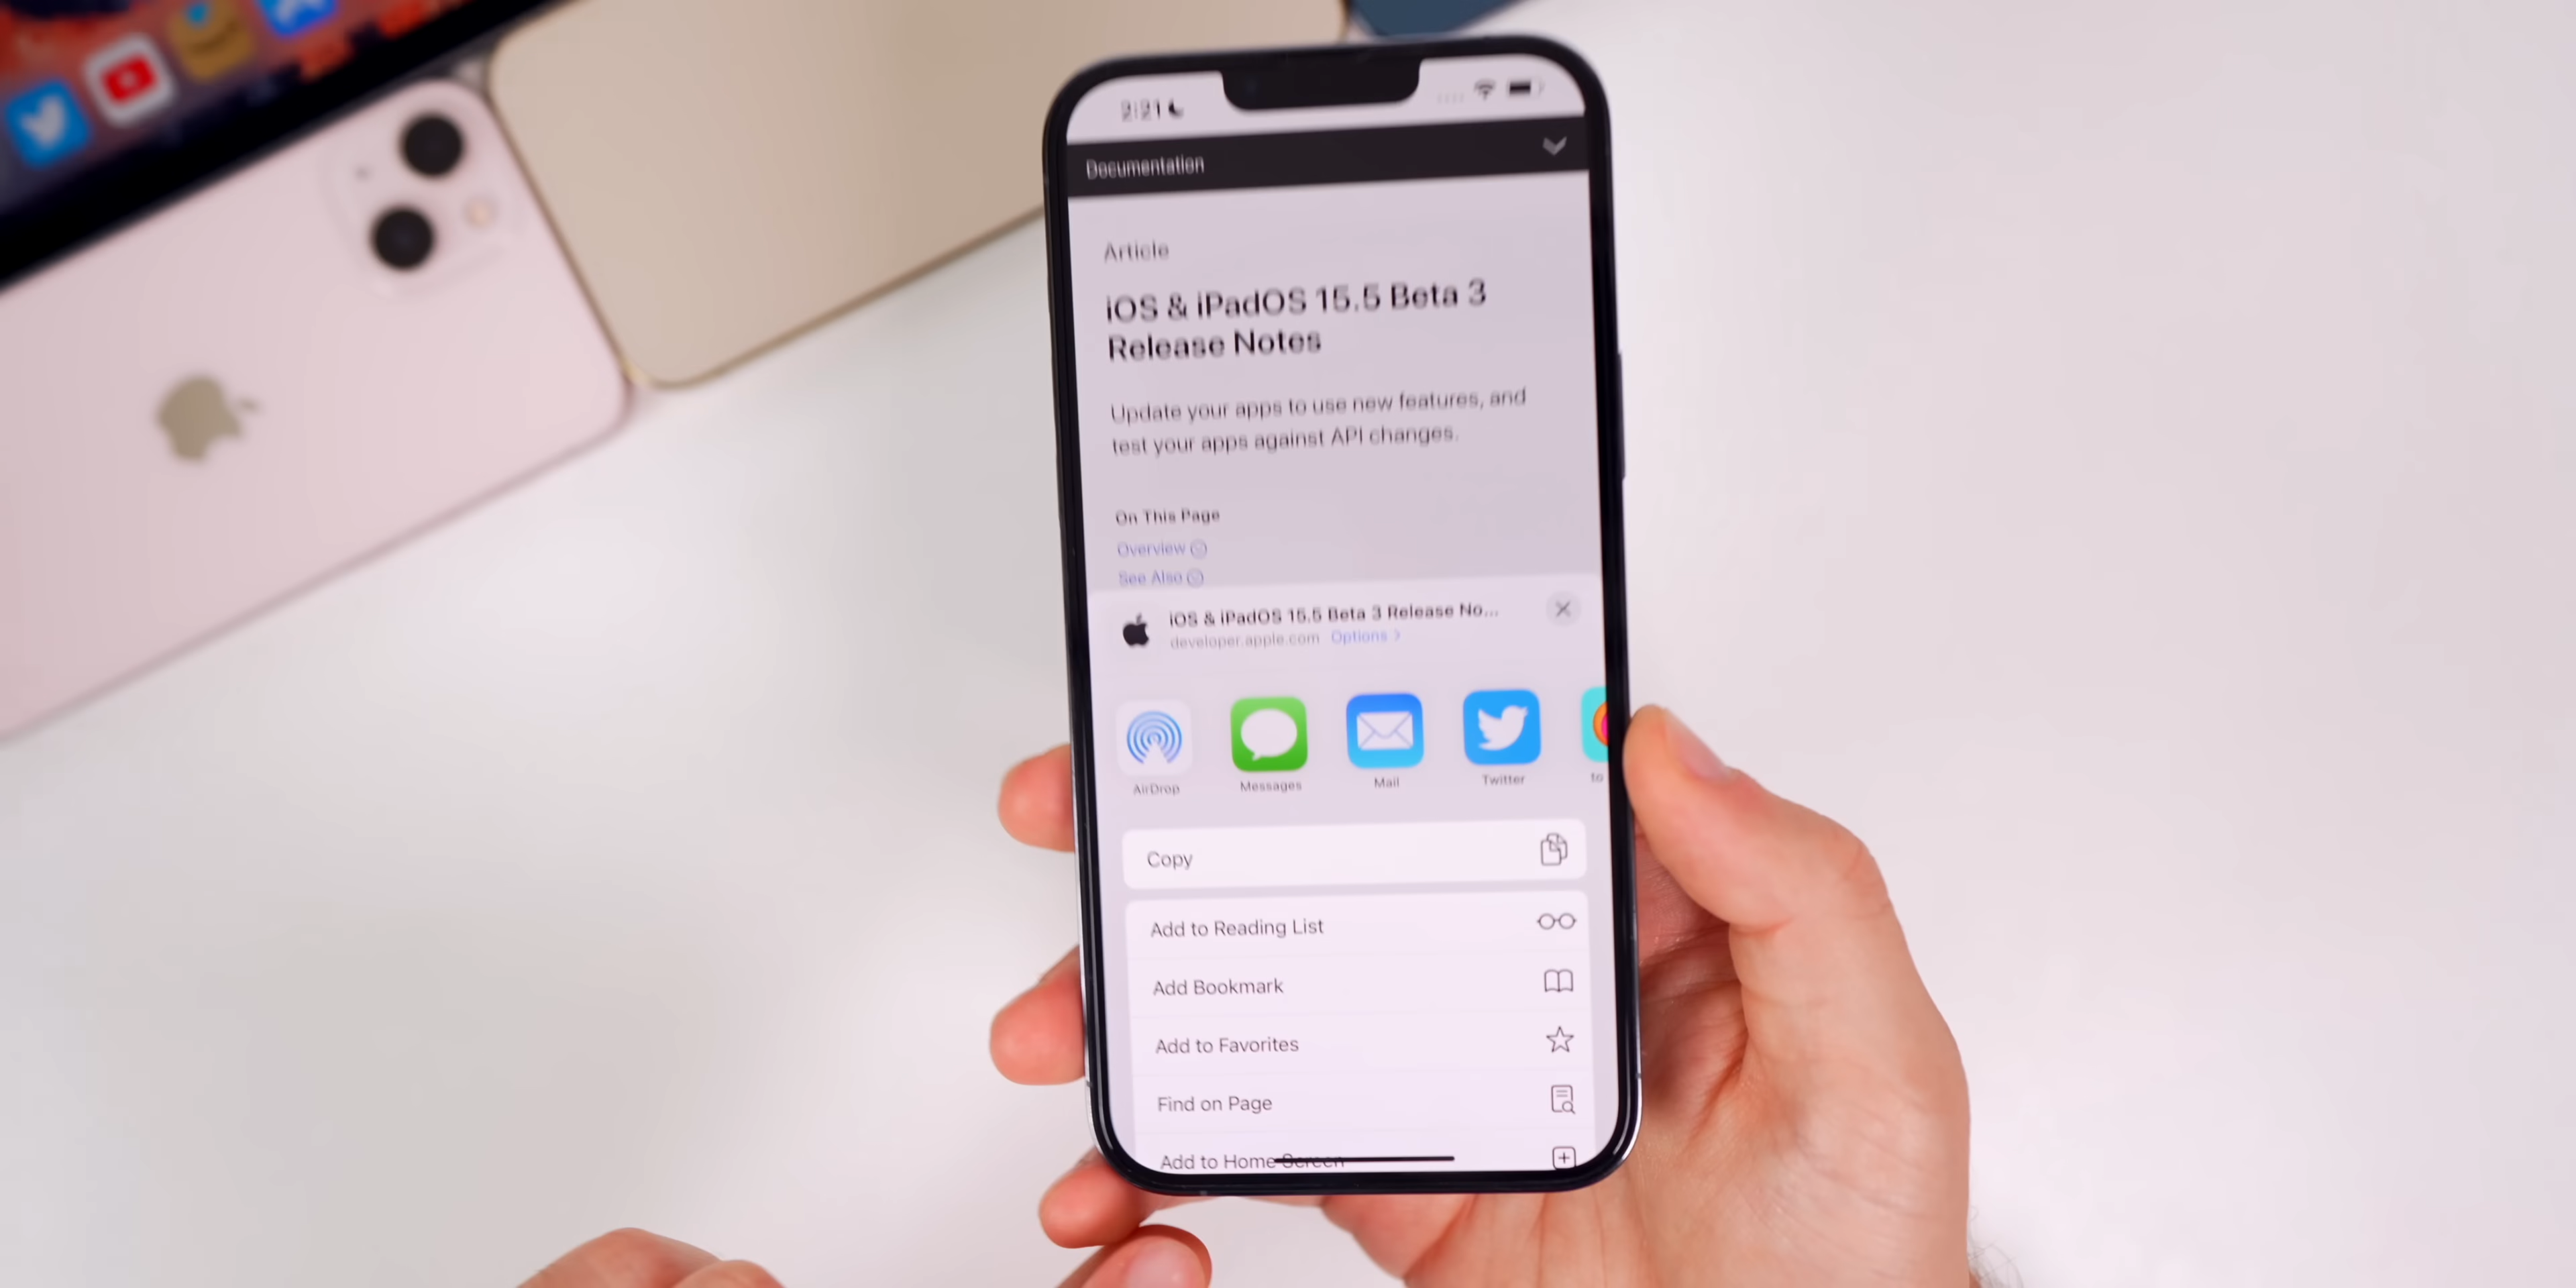 2:21
Documentation
Article
iOS & iPadOS 15.5 Beta 3
Release Notes
Update your apps to use new features, and
test your apps against API changes.
On This Page
Overview
See Also
iOS & iPadOS 15.5 Beta 3 Release No...
developer.apple.com Options >
AirDrop
Messages
Mail
Twitter
to
Copy
Add to Reading List
Add Bookmark
Add to Favorites
Find on Page
Add to Home Screen